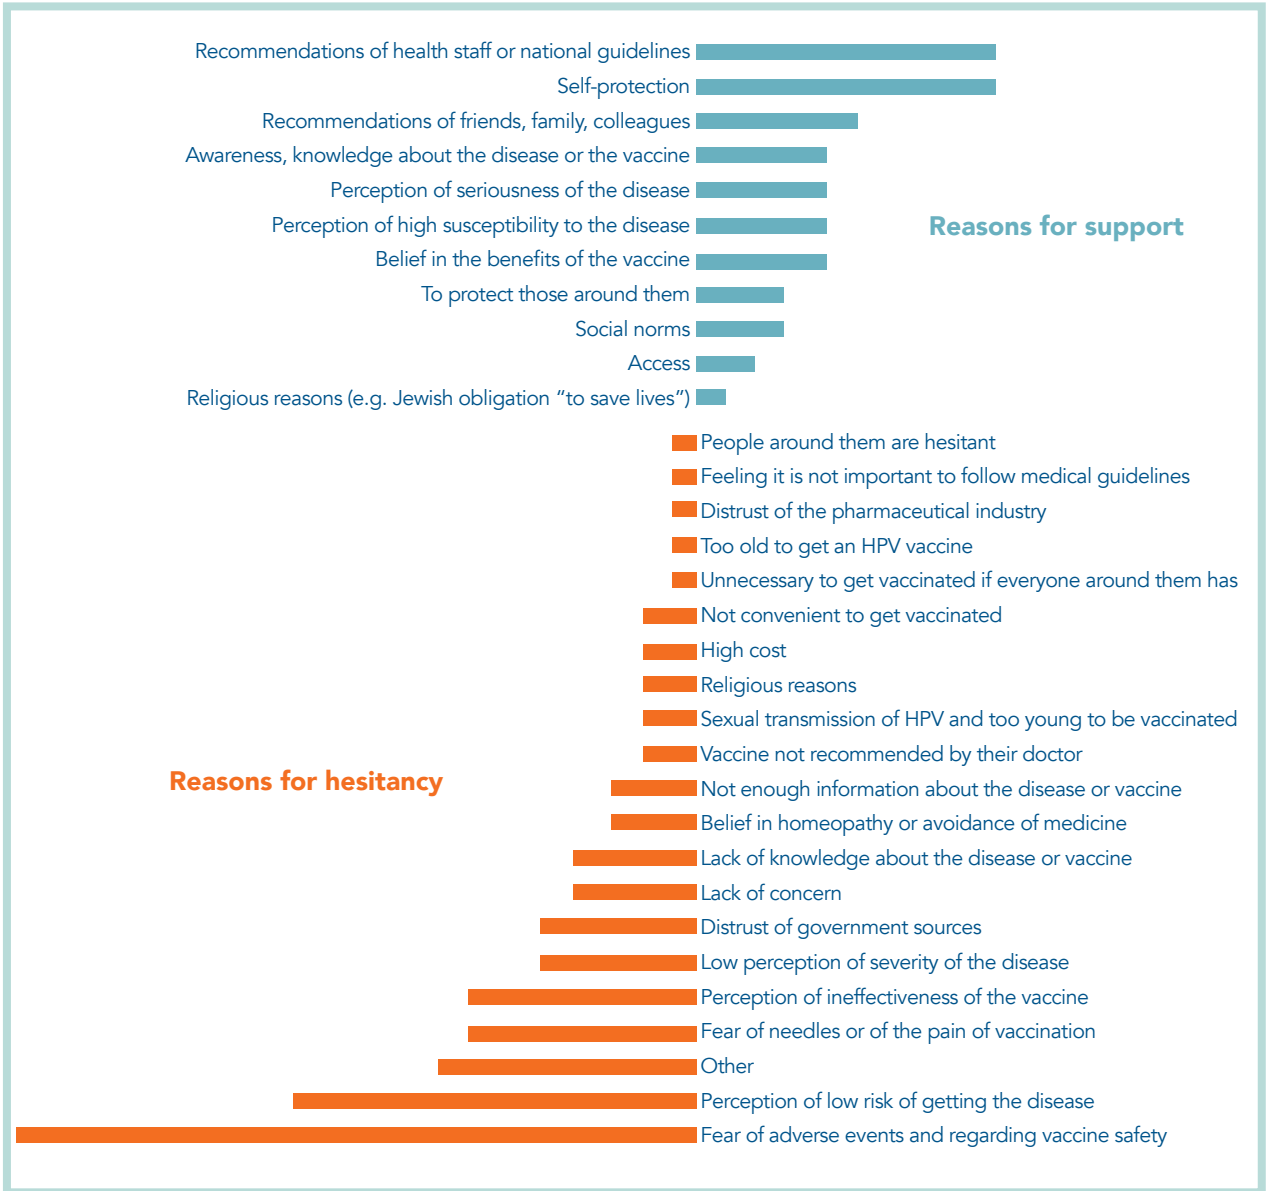 Recommendations of health staff or national guidelines
Self-protection
Recommendations of friends, family, colleagues
Awareness, knowledge about the disease or the vaccine
Perception of seriousness of the disease
Perception of high susceptibility to the disease
Reasons for support
Belief in the benefits of the vaccine
To protect those around them
Social norms
Access
Religious reasons (e.g. Jewish obligation “to save lives”)
People around them are hesitant
Feeling it is not important to follow medical guidelines
Distrust of the pharmaceutical industry
Too old to get an HPV vaccine
Unnecessary to get vaccinated if everyone around them has
Not convenient to get vaccinated
High cost
Religious reasons
Sexual transmission of HPV and too young to be vaccinated
Vaccine not recommended by their doctor
Reasons for hesitancy
Not enough information about the disease or vaccine
Belief in homeopathy or avoidance of medicine
Lack of knowledge about the disease or vaccine
Lack of concern
Distrust of government sources
Low perception of severity of the disease
Perception of ineffectiveness of the vaccine
Fear of needles or of the pain of vaccination
Other
Perception of low risk of getting the disease
Fear of adverse events and regarding vaccine safety